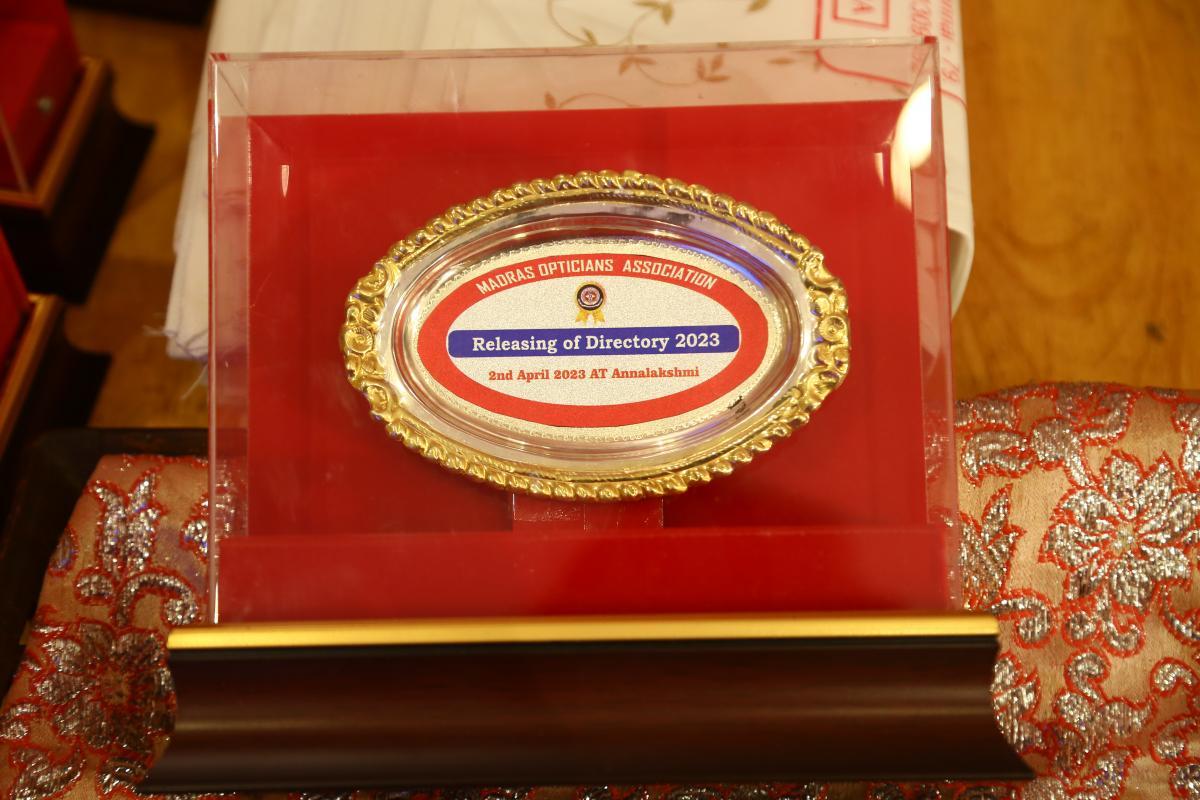 MADRAS OPTICIANS ASSOCIATION
Releasing of Directory 2023
2nd April 2023 AT Annalakshmi